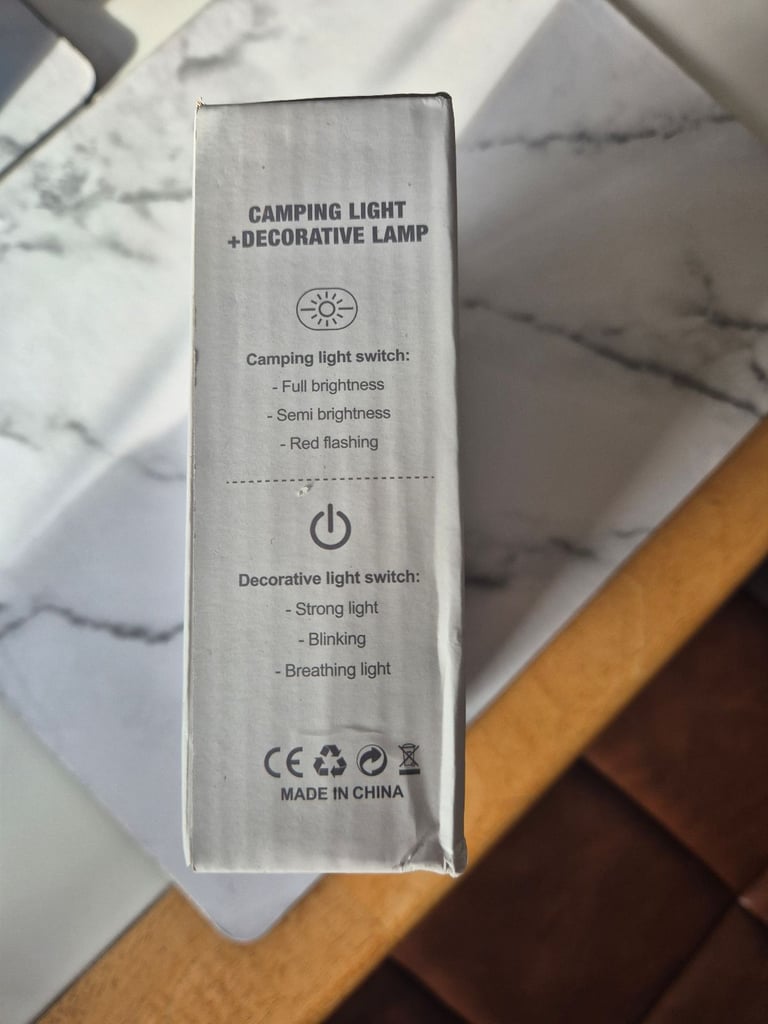 CAMPING LIGHT
+DECORATIVE LAMP
Camping light switch:
- Full brightness
- Semi brightness
- Red flashing
Decorative light switch:
- Strong light
- Blinking
- Breathing light
CE
MADE IN CHINA